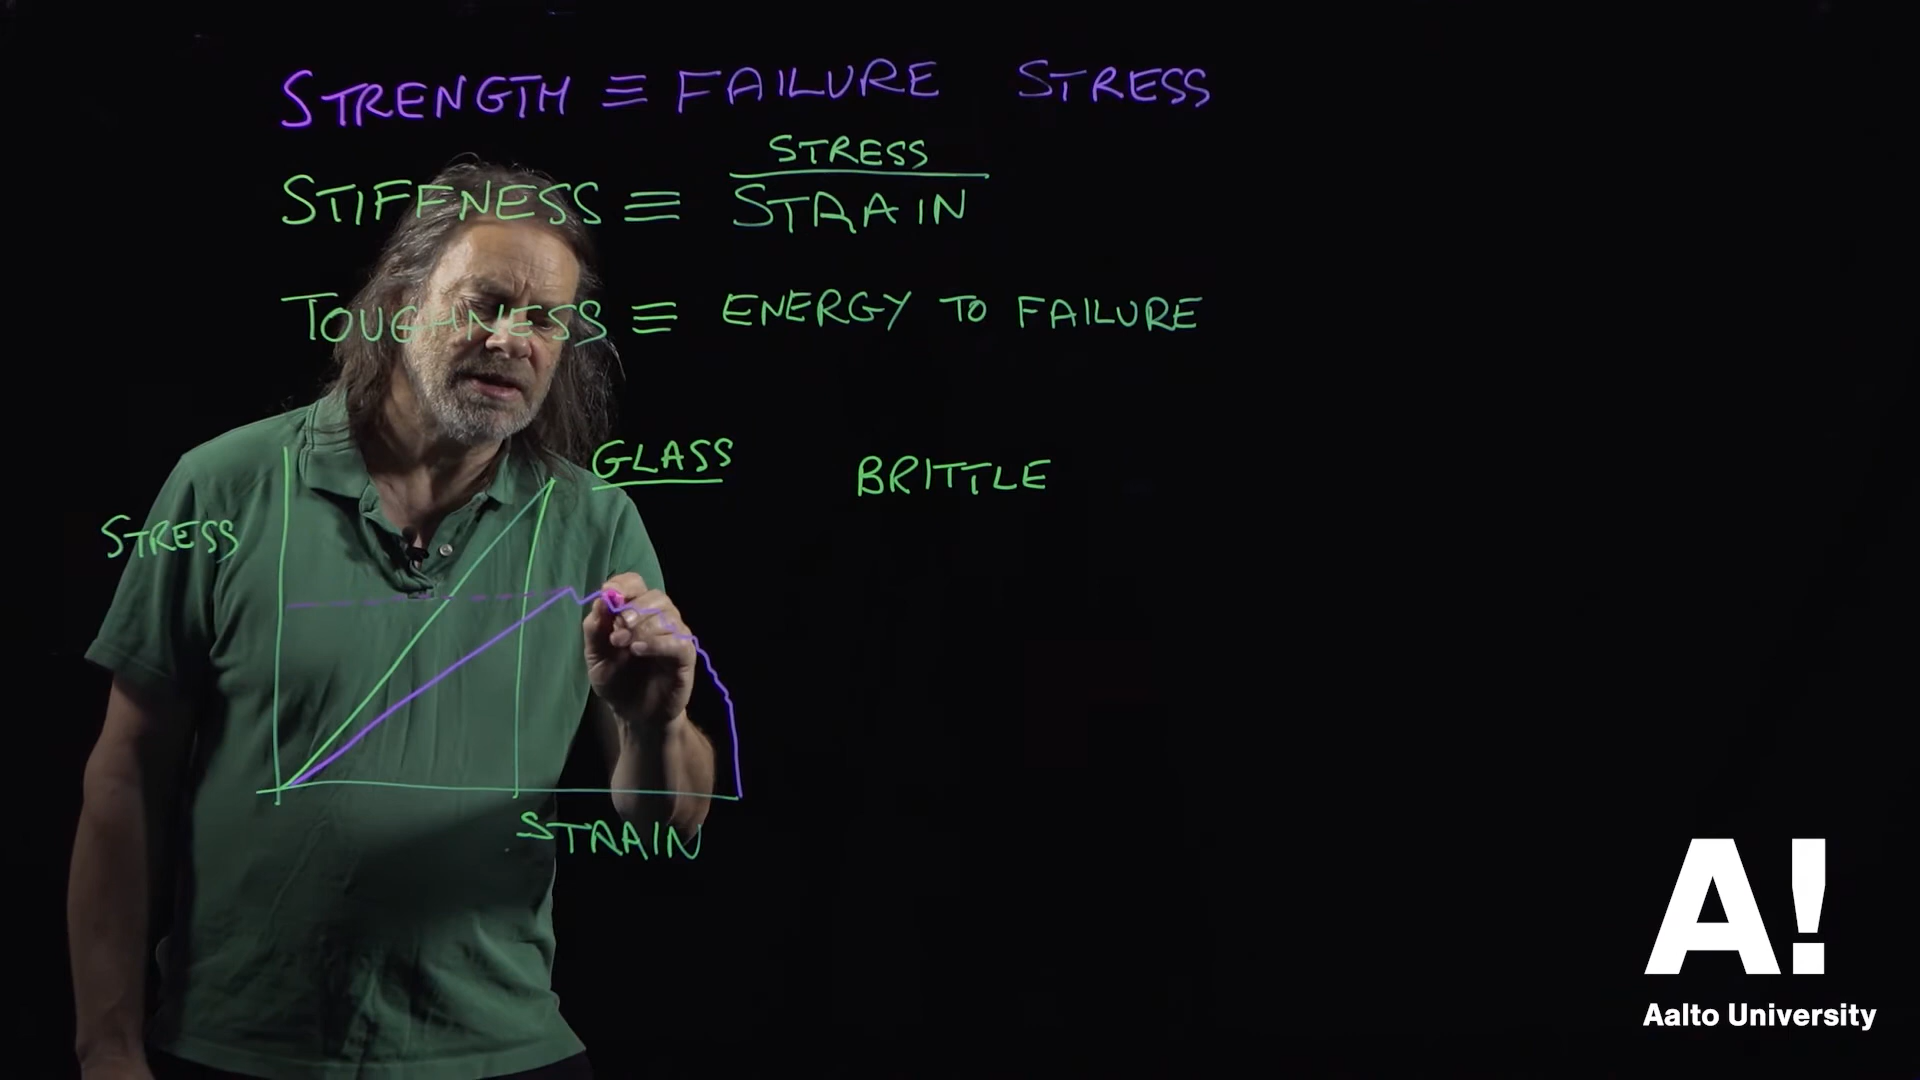 STRENGTH ≡ FAILURE STRESS
STRESS
STIFFNESS ≡ STRAIN
TOUGHNESS ≡ ENERGY TO FAILURE
GLASS
BRITTLE
STRESS
STRAIN
A!
Aalto University